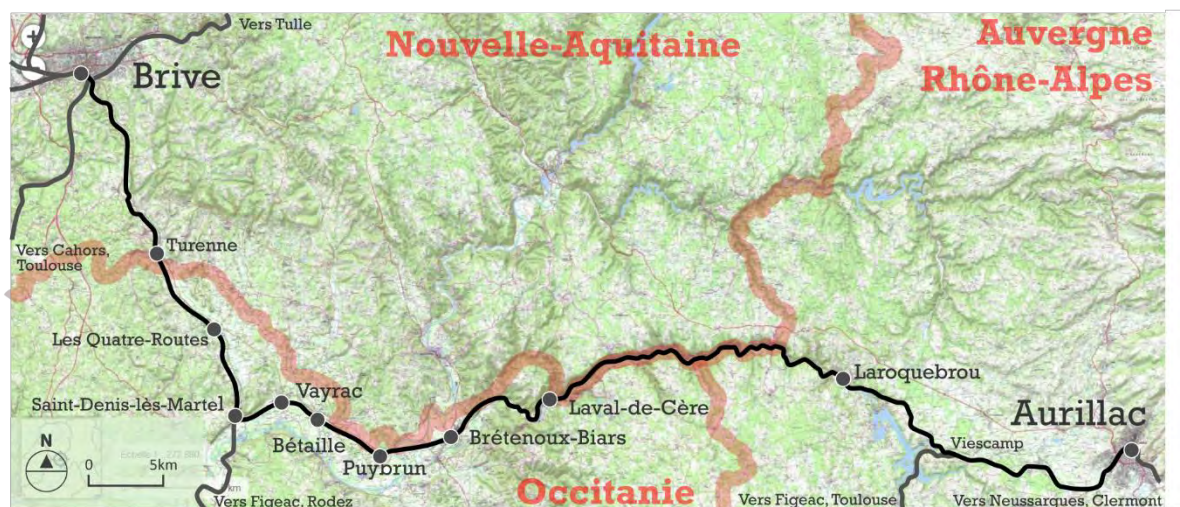 Vers Tulle
Nouvelle-Aquitaine
Auvergne
Rhône-Alpes
Brive
Vers Cahors,
Toulouse
Turenne
Les Quatre-Routes
Saint-Denis-lès-Martel
Vayrac
Bétaille
Puybrun
Brétenoux-Biars
Laval-de-Cère
Laroquebrou
Aurillac
Viescamp
N
0 5km
km
Vers Figeac, Rodez
Occitanie
Vers Figeac, Toulouse
Vers Neussargues, Clermont